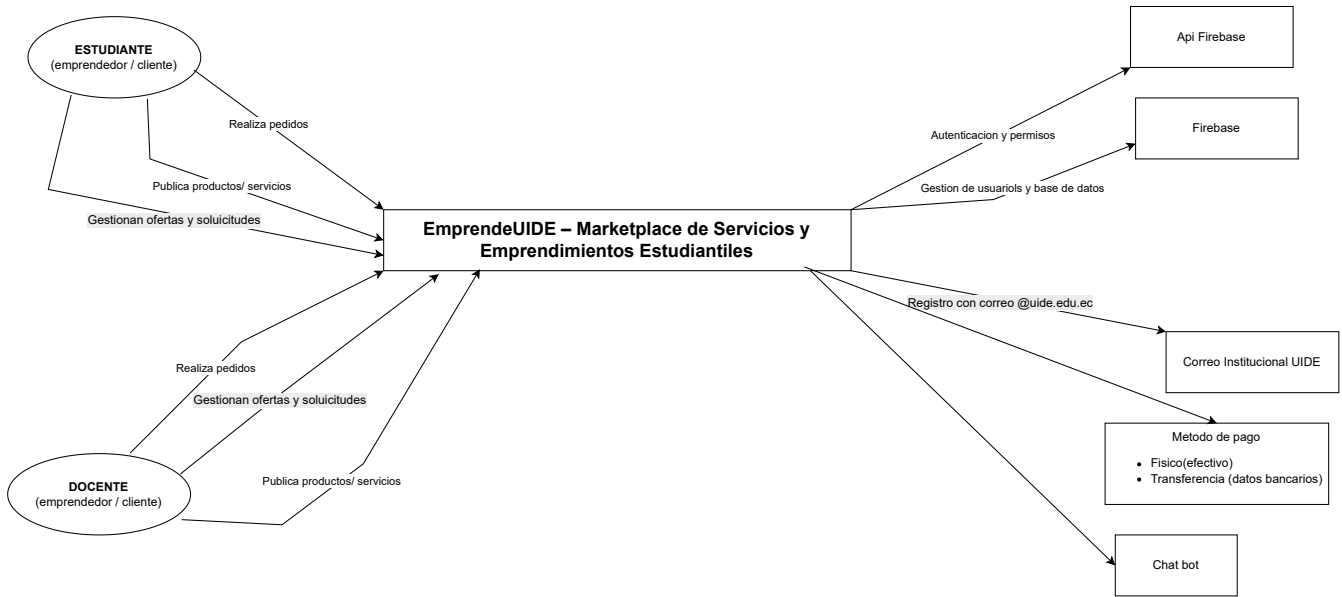 ESTUDIANTE
(emprendedor / cliente)
Realiza pedidos
Publica productos/ servicios
Gestionan ofertas y soluicitudes
EmprendeUIDE – Marketplace de Servicios y
Emprendimientos Estudiantiles
Realiza pedidos
Gestionan ofertas y soluicitudes
Publica productos/ servicios
DOCENTE
(emprendedor / cliente)
Api Firebase
Autenticacion y permisos
Firebase
Gestion de usuariols y base de datos
Registro con correo @uide.edu.ec
Correo Institucional UIDE
Metodo de pago
Fisico(efectivo)
Transferencia (datos bancarios)
Chat bot